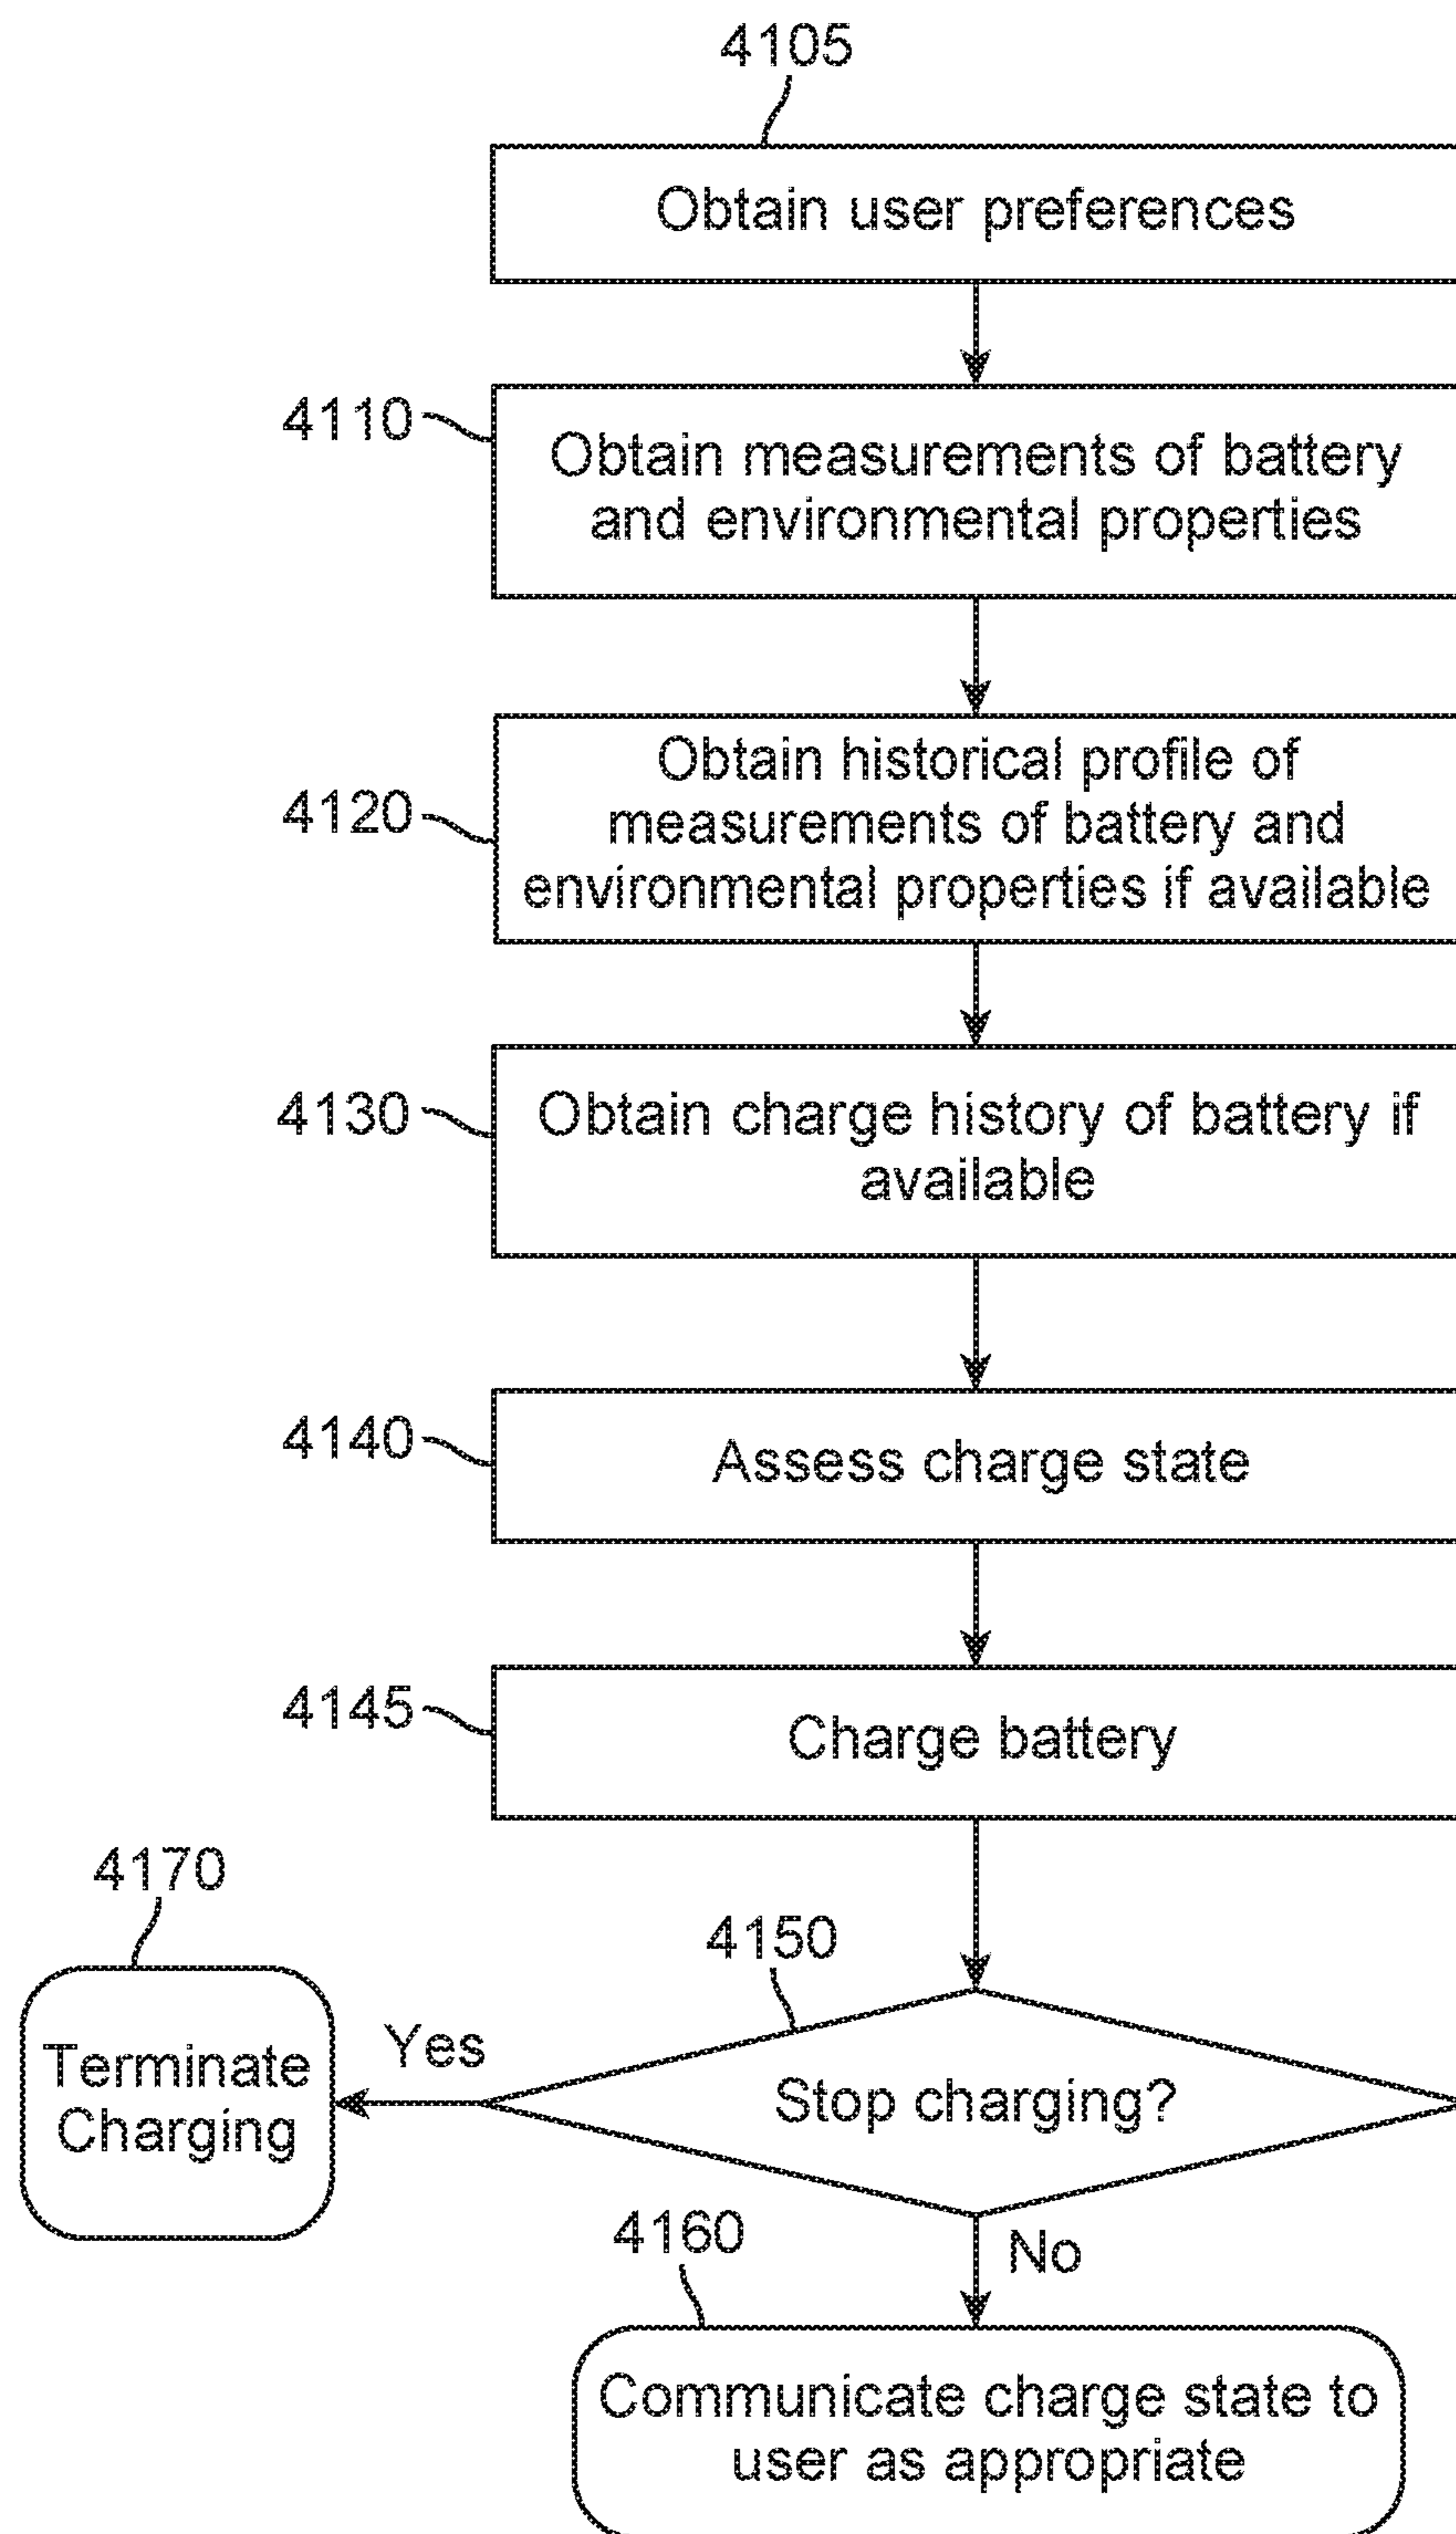 4105
Obtain user preferences
4110
Obtain measurements of battery
and environmental properties
4120
Obtain historical profile of
measurements of battery and
environmental properties if available
4130
Obtain charge history of battery if
available
4140
Assess charge state
4145
Charge battery
4170
Terminate
Charging
Yes
4150
Stop charging?
No
4160
Communicate charge state to
user as appropriate